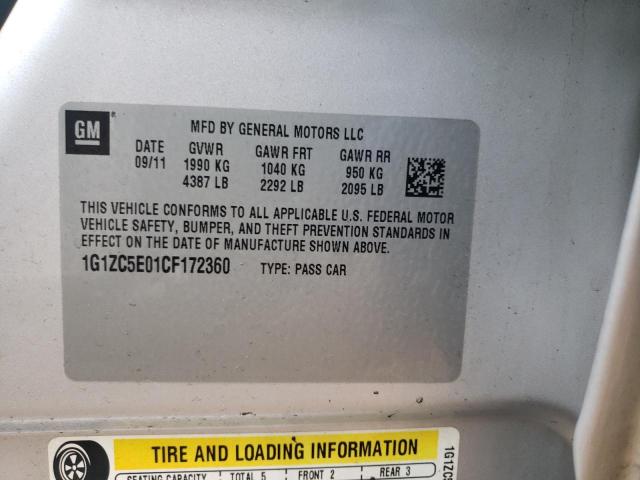 GM
MFD BY GENERAL MOTORS LLC
DATE GVWR GAWR FRT GAWR RR
09/11 1990 KG 1040 KG 950 KG
4387 LB 2292 LB 2095 LB
THIS VEHICLE CONFORMS TO ALL APPLICABLE U.S. FEDERAL MOTOR
VEHICLE SAFETY, BUMPER, AND THEFT PREVENTION STANDARDS IN
EFFECT ON THE DATE OF MANUFACTURE SHOWN ABOVE.
1G1ZC5E01CF172360 TYPE: PASS CAR
TIRE AND LOADING INFORMATION
SEATING CAPACITY TOTAL 5 FRONT 2 REAR 3
1G1ZC5